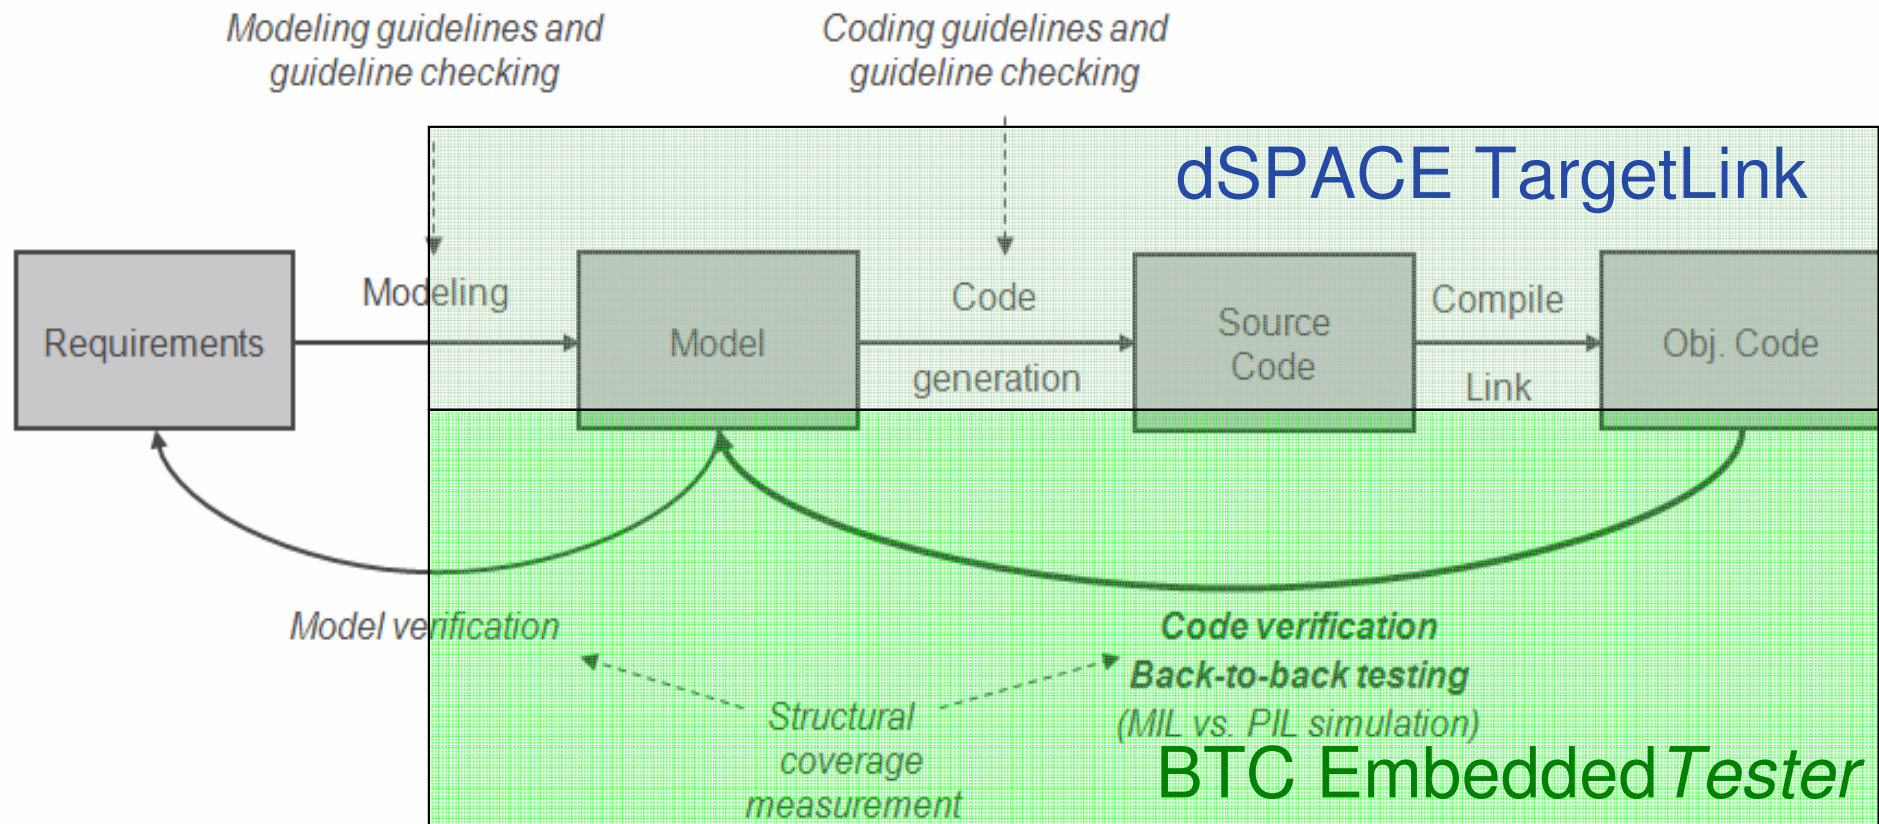 Modeling guidelines and
guideline checking
Coding guidelines and
guideline checking
dSPACE TargetLink
Requirements
Modeling
Model
Code
generation
Source
Code
Compile
Link
Obj. Code
Model verification
Code verification
Back-to-back testing
(MIL vs. PIL simulation)
Structural
coverage
measurement
BTC EmbeddedTester